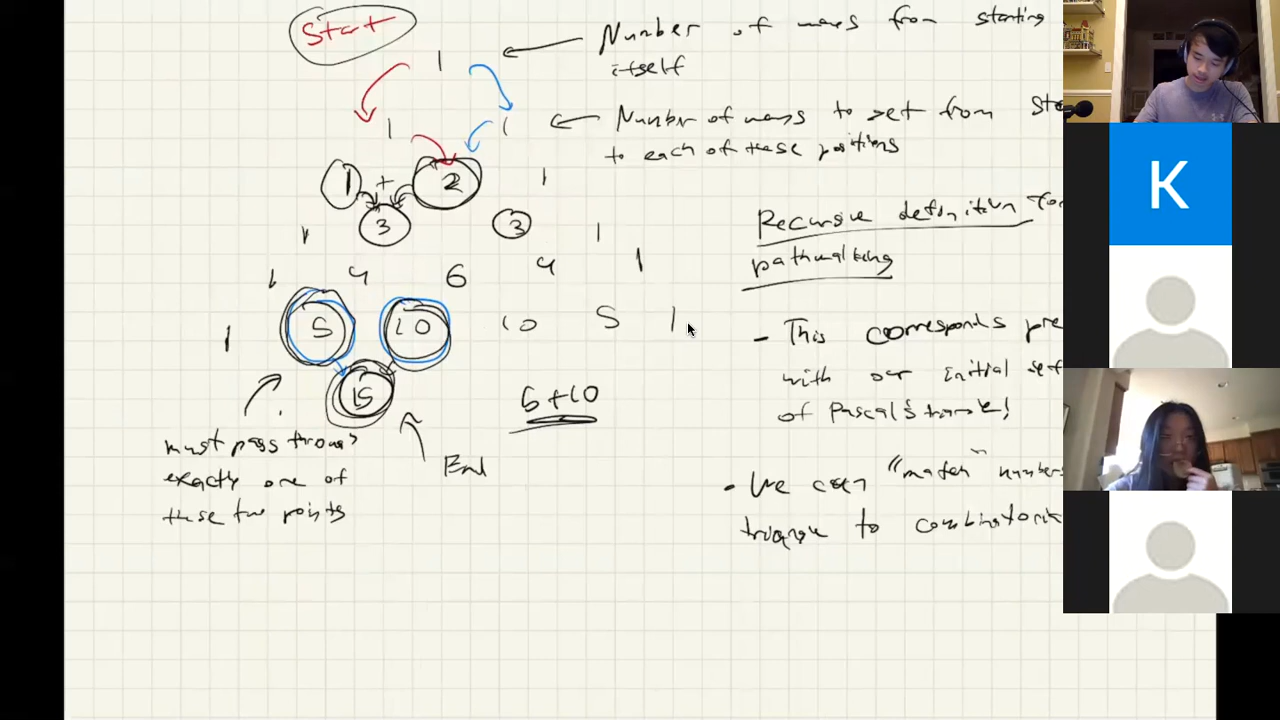 Start
Number of ways from starting
itself
1
Number of ways to get from sta
to each of these positions
1 1
1 + 2 1
1 3 3 1
1 4 6 4 1
1 5 10 10 5 1
15
5+10
End
must pass through
exactly one of
these two points
Recursive definition for
pathwalking
- This corresponds pre
with our initial def
of Pascal's triangle!
• We can "match" numbers
triangle to combinatoric
K